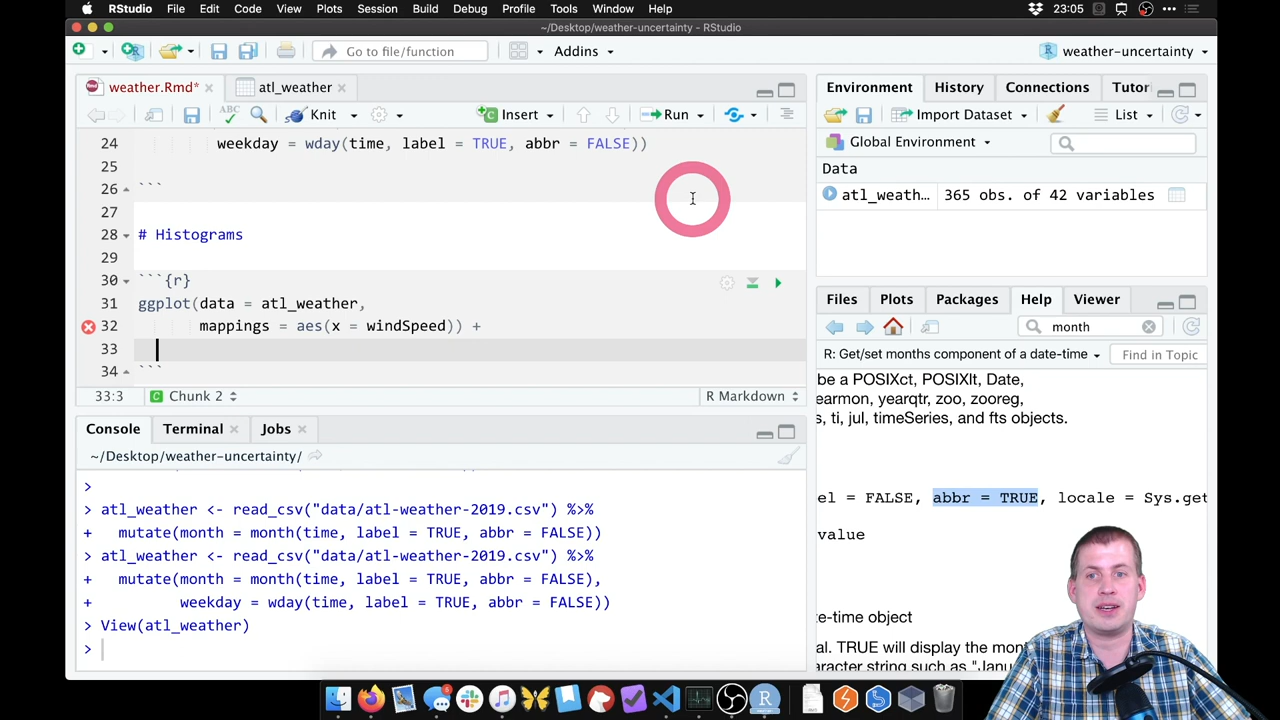 RStudio File Edit Code View Plots Session Build Debug Profile Tools Window Help 23:05
~/Desktop/weather-uncertainty - RStudio
Go to file/function Addins weather-uncertainty
weather.Rmd* atl_weather
Knit Insert Run
24 weekday = wday(time, label = TRUE, abbr = FALSE))
25
26 ```
27
28 # Histograms
29
30 ```{r}
31 ggplot(data = atl_weather,
32 mappings = aes(x = windSpeed)) +
33
34 ```
33:3 Chunk 2 R Markdown
Console Terminal Jobs
~/Desktop/weather-uncertainty/
>
> atl_weather <- read_csv("data/atl-weather-2019.csv") %>%
+ mutate(month = month(time, label = TRUE, abbr = FALSE))
> atl_weather <- read_csv("data/atl-weather-2019.csv") %>%
+ mutate(month = month(time, label = TRUE, abbr = FALSE),
+ weekday = wday(time, label = TRUE, abbr = FALSE))
> View(atl_weather)
>
Environment History Connections Tutor
Import Dataset List
Global Environment
Data
atl_weath… 365 obs. of 42 variables
Files Plots Packages Help Viewer
month
R: Get/set months component of a date-time Find in Topic
be a POSIXct, POSIXlt, Date,
earmon, yearqtr, zoo, zooreg,
s, ti, jul, timeSeries, and fts objects.
el = FALSE, abbr = TRUE, locale = Sys.get
value
te-time object
al. TRUE will display the mon
aracter string such as "Janu